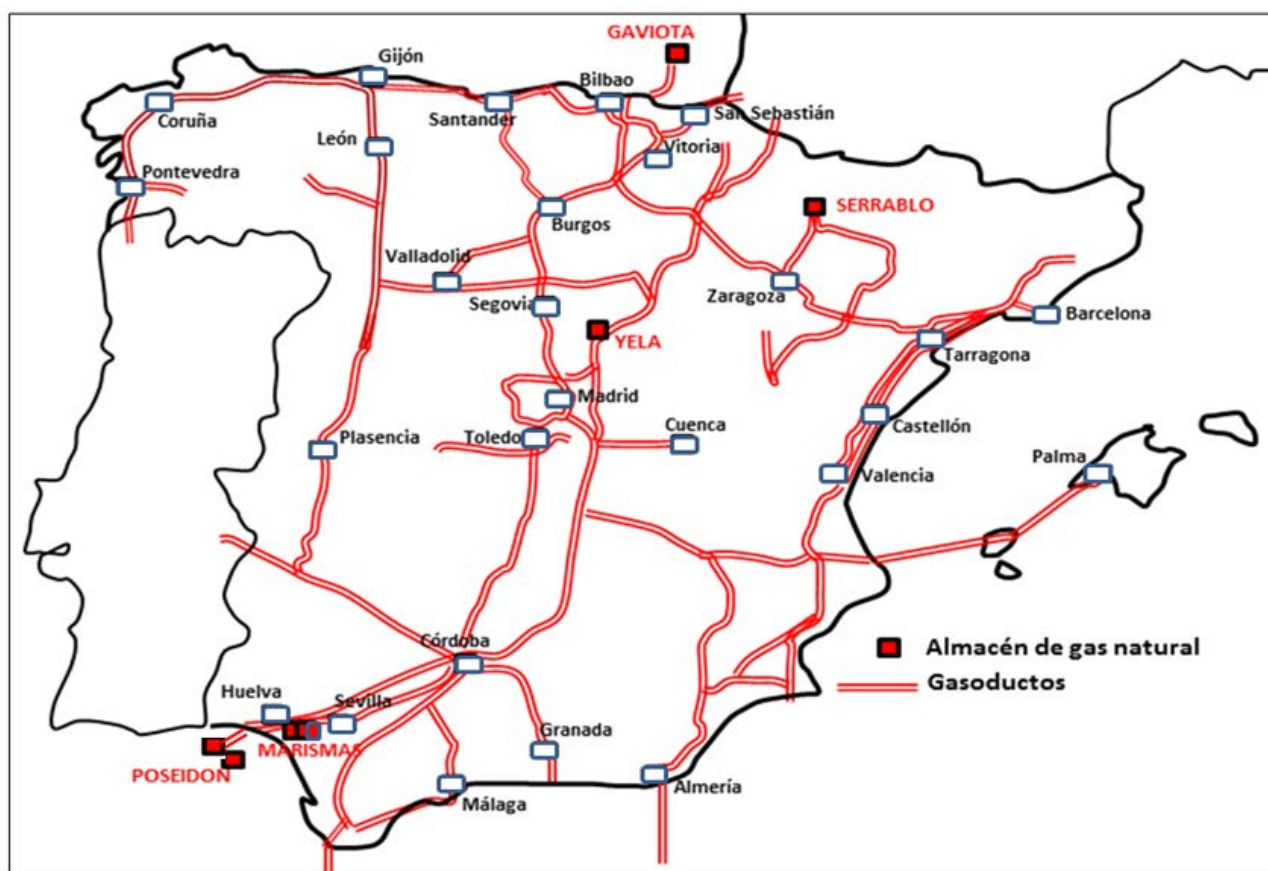 GAVIOTA
Gijón
Bilbao
Coruña
Santander
San Sebastián
León
Vitoria
Pontevedra
SERRABLO
Burgos
Valladolid
Segovia
Zaragoza
Barcelona
YELA
Tarragona
Madrid
Cuenca
Castellón
Plasencia
Toledo
Palma
Valencia
Córdoba
Almacén de gas natural
Gasoductos
Huelva
Sevilla
Granada
MARISMAS
POSEIDON
Málaga
Almería